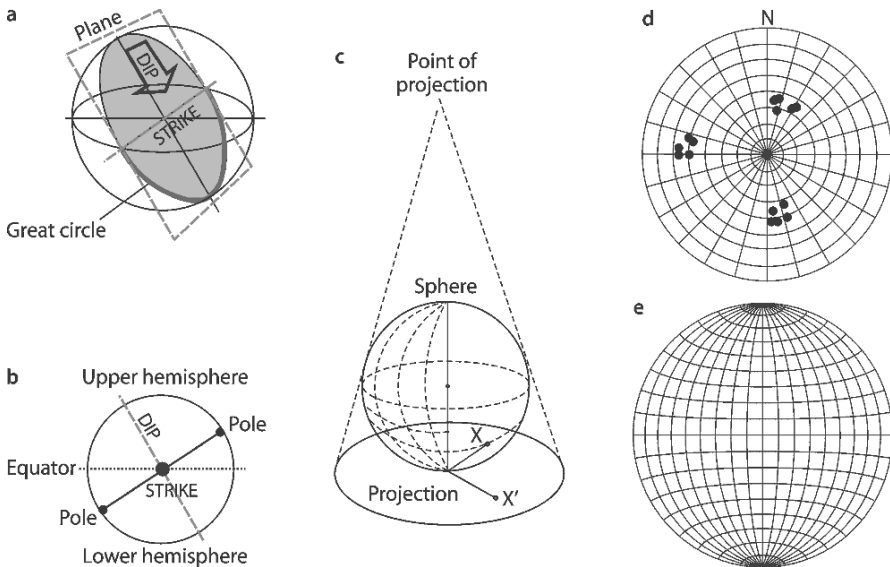 a
Plane
DIP
STRIKE
Great circle
b
Upper hemisphere
DIP
Pole
Equator
STRIKE
Pole
Lower hemisphere
c
Point of
projection
Sphere
X
Projection
X'
d
N
e